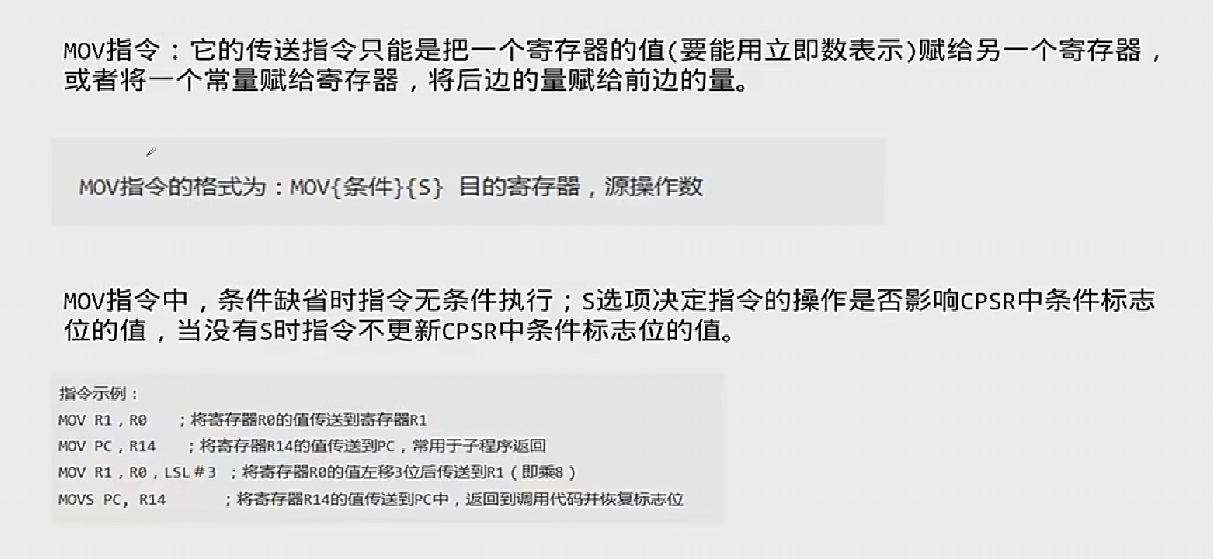 MOV指令：它的传送指令只能是把一个寄存器的值(要能用立即数表示)赋给另一个寄存器，
或者将一个常量赋给寄存器，将后边的量赋给前边的量。
MOV指令的格式为：MOV{条件}{S} 目的寄存器，源操作数
MOV指令中，条件缺省时指令无条件执行；S选项决定指令的操作是否影响CPSR中条件标志
位的值，当没有S时指令不更新CPSR中条件标志位的值。
指令示例：
MOV R1，R0 ；将寄存器R0的值传送到寄存器R1
MOV PC，R14 ；将寄存器R14的值传送到PC，常用于子程序返回
MOV R1，R0，LSL＃3 ；将寄存器R0的值左移3位后传送到R1（即乘8）
MOVS PC, R14 ；将寄存器R14的值传送到PC中，返回到调用代码并恢复标志位